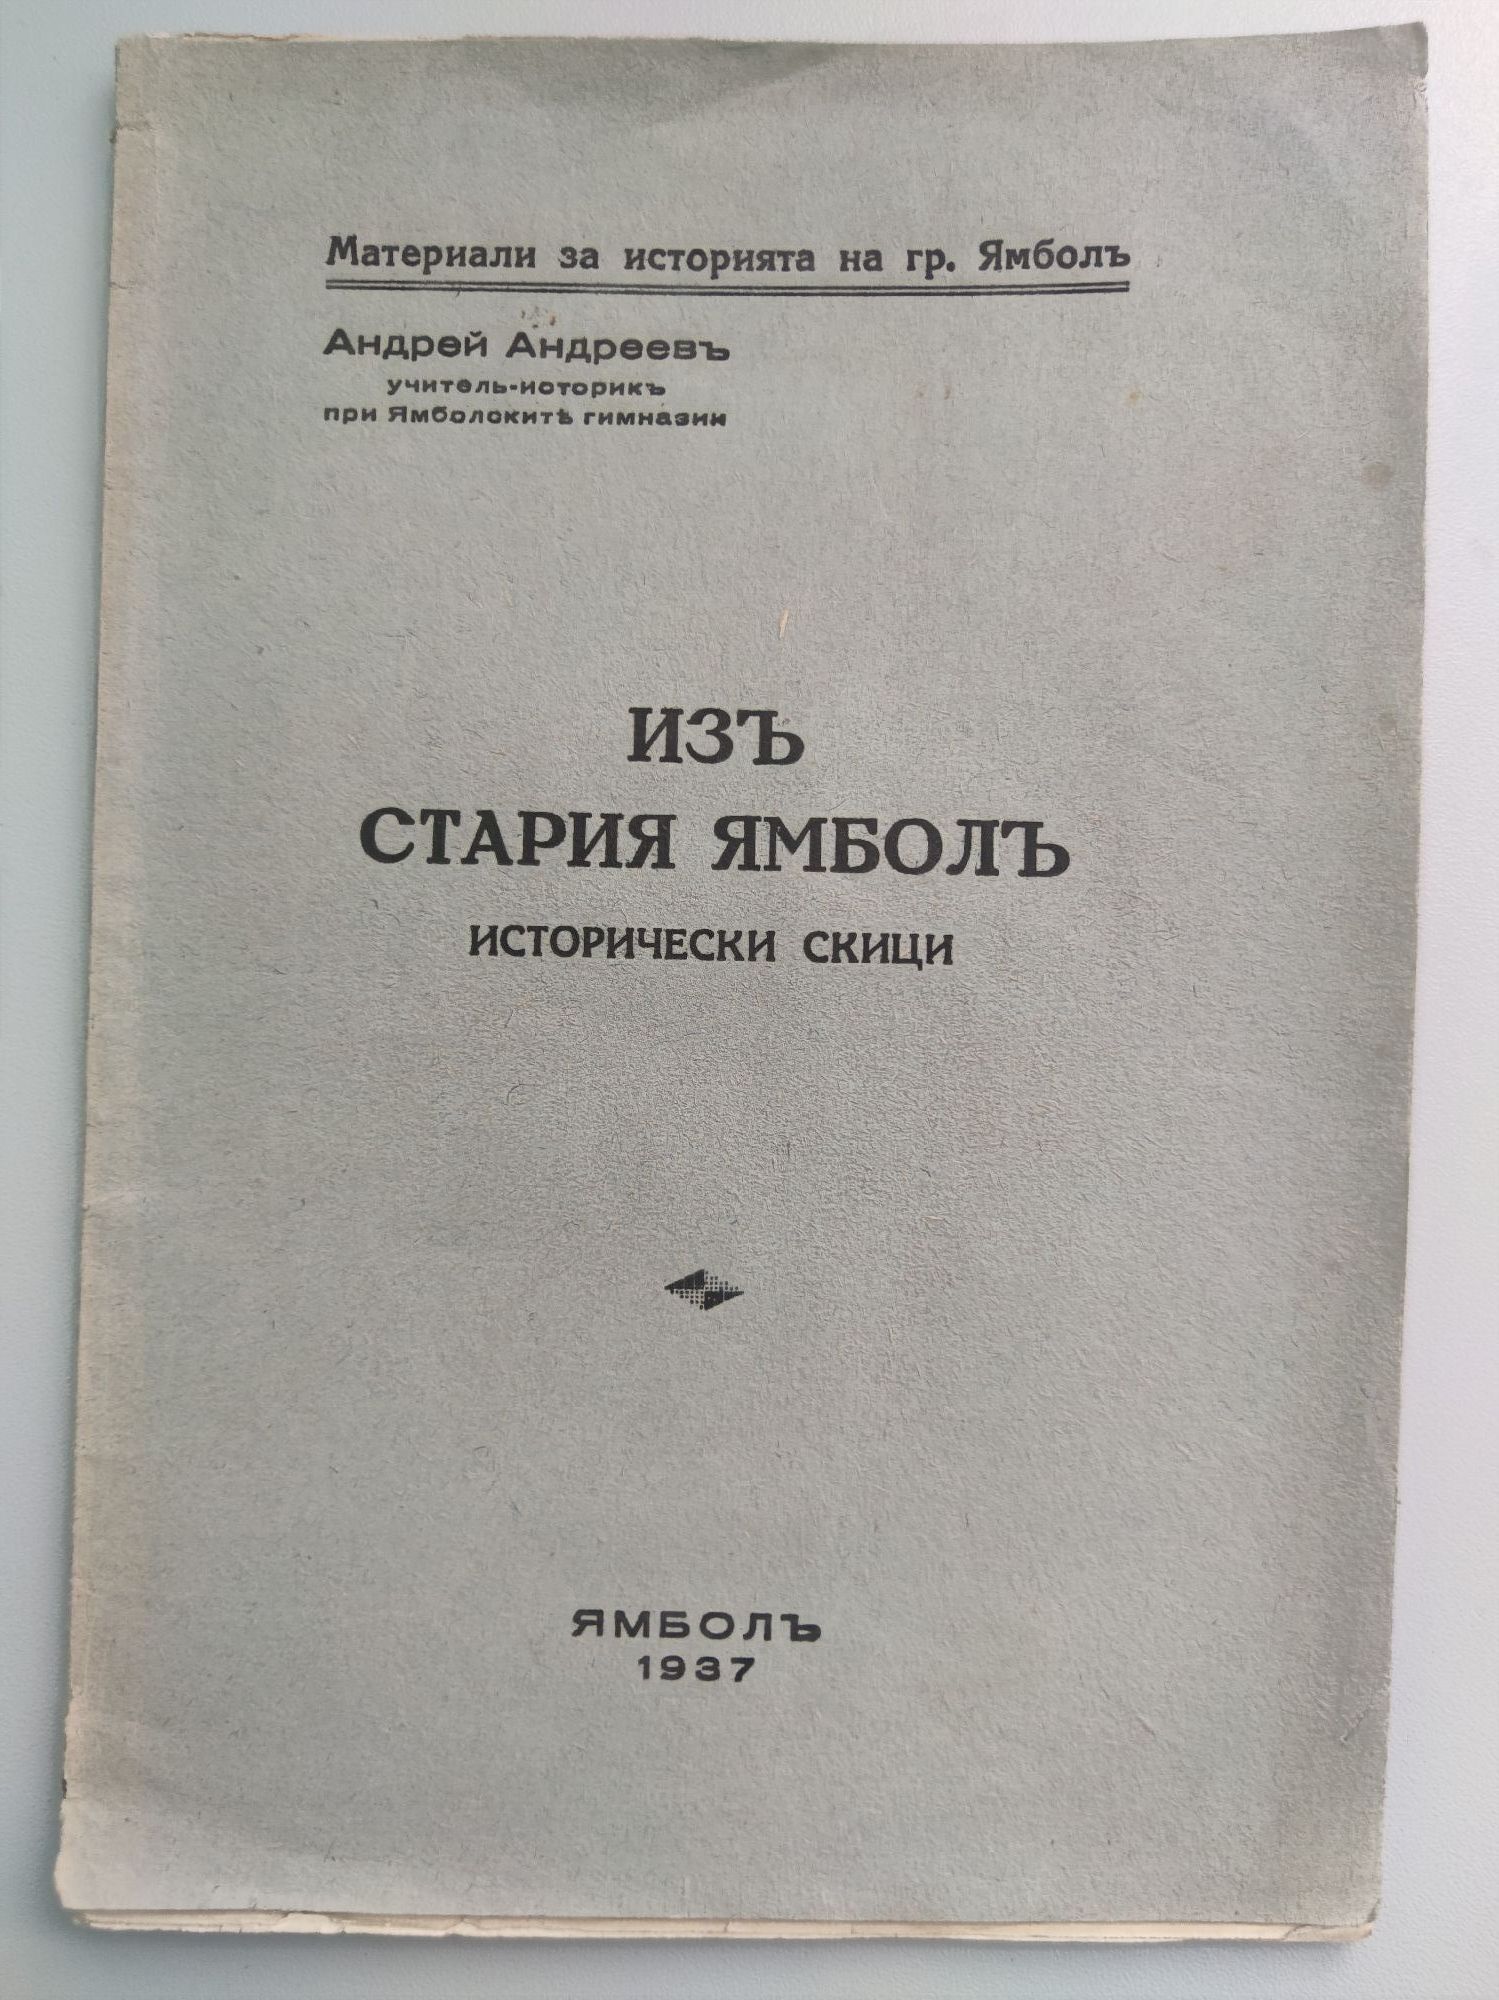 Материали за историята на гр. Ямболъ
Андрей Андреевъ
учитель-историкъ
при Ямболскитѣ гимназии
ИЗЪ
СТАРИЯ ЯМБОЛЪ
ИСТОРИЧЕСКИ СКИЦИ
ЯМБОЛЪ
1937